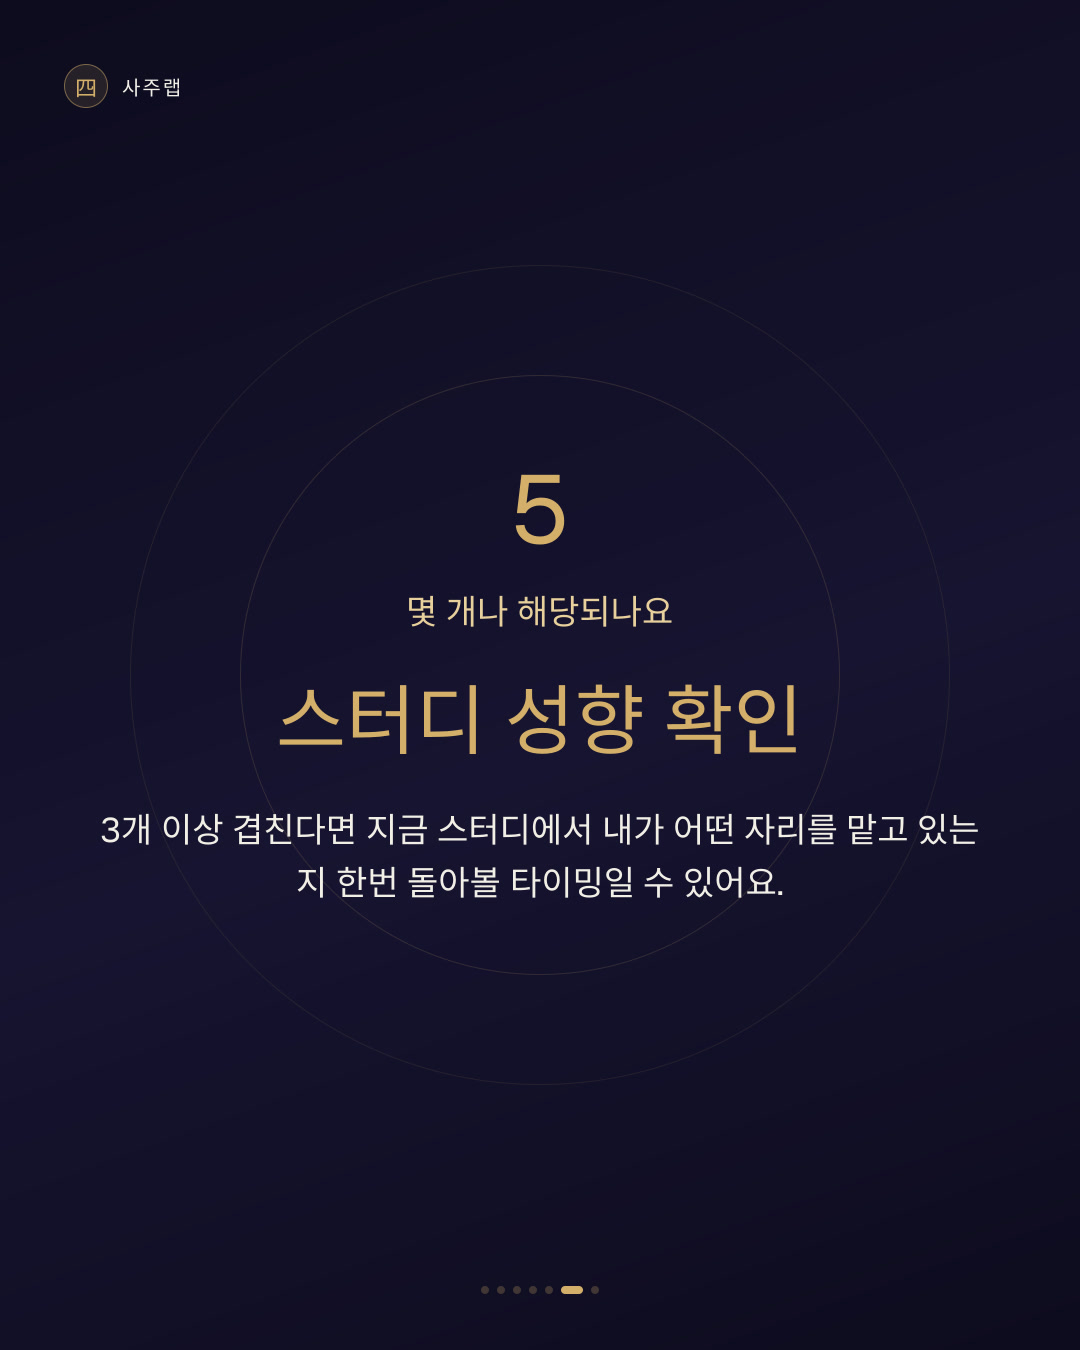 四 사주랩
5
몇 개나 해당되나요
스터디 성향 확인
3개 이상 겹친다면 지금 스터디에서 내가 어떤 자리를 맡고 있는
지 한번 돌아볼 타이밍일 수 있어요.